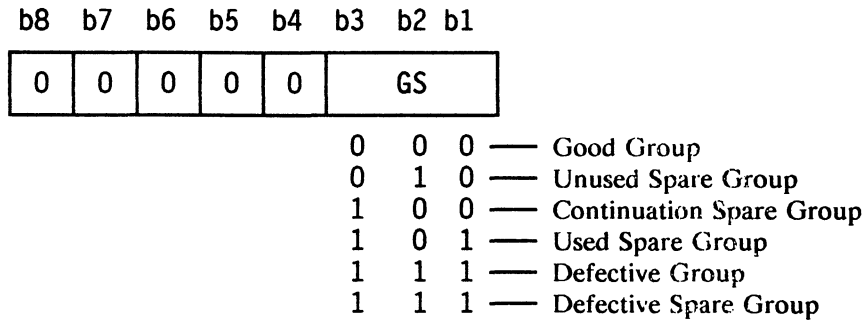 b8 b7 b6 b5 b4 b3 b2 b1
0 0 0 0 0 GS
0 0 0 — Good Group
0 1 0 — Unused Spare Group
1 0 0 — Continuation Spare Group
1 0 1 — Used Spare Group
1 1 1 — Defective Group
1 1 1 — Defective Spare Group